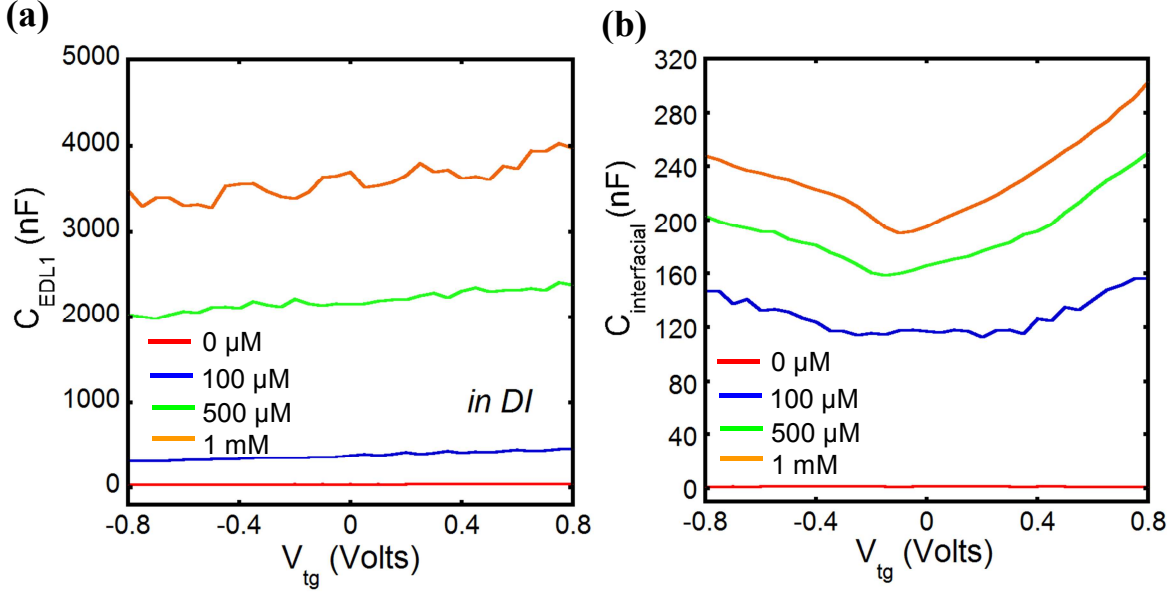 (a)
5000
4000
3000
2000
1000
0
C_EDL1 (nF)
0 μM
100 μM
500 μM
1 mM
in DI
-0.8 -0.4 0 0.4 0.8
V_tg (Volts)
(b)
320
280
240
200
160
120
80
40
0
C_interfacial (nF)
0 μM
100 μM
500 μM
1 mM
-0.8 -0.4 0 0.4 0.8
V_tg (Volts)